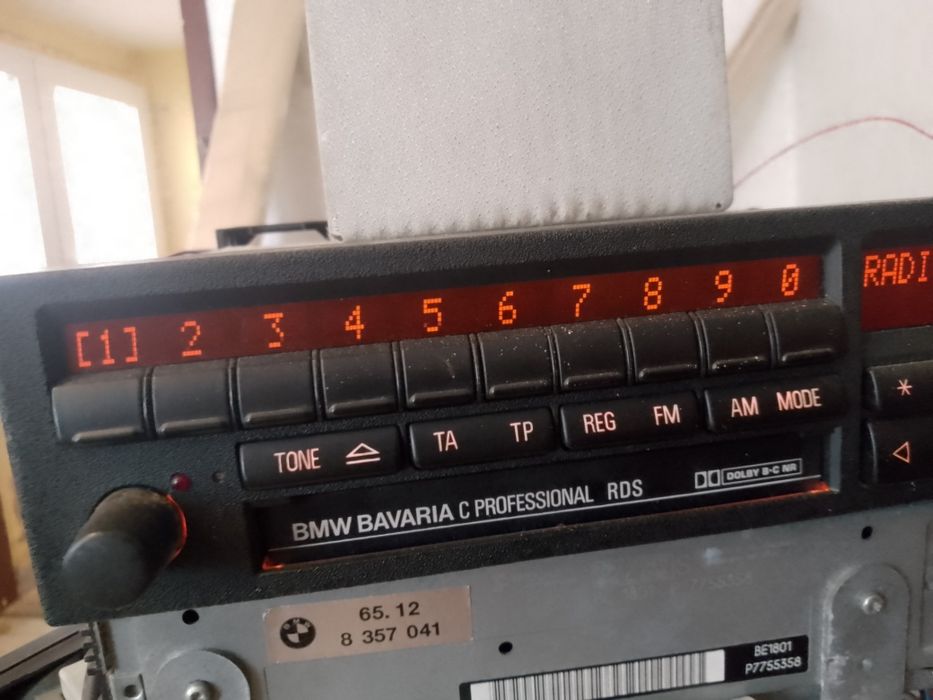 [1] 2 3 4 5 6 7 8 9 0
RADI
TONE TA TP REG FM AM MODE
*
BMW BAVARIA C PROFESSIONAL RDS
DOLBY B-C NR
65.12
8 357 041
BE1801
P7755358